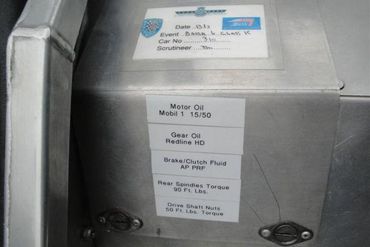 Date
Event
Car No
Scrutineer
Motor Oil
Mobil 1 15/50
Gear Oil
Redline HD
Brake/Clutch Fluid
AP PRF
Rear Spindles Torque
90 Ft. Lbs.
Drive Shaft Nuts
50 Ft. Lbs. Torque